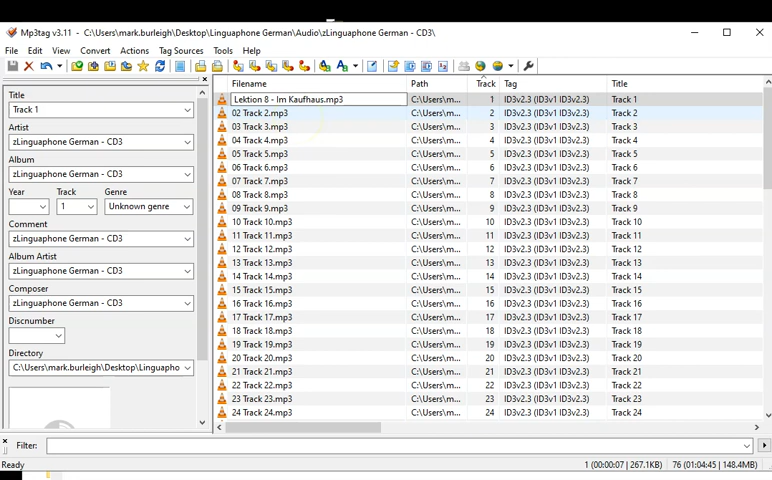 Mp3tag v3.11 - C:\Users\mark.burleigh\Desktop\Linguaphone German\Audio\zLinguaphone German - CD3\
File Edit View Convert Actions Tag Sources Tools Help
Filename Path Track Tag Title
Title
Track 1
Artist
zLinguaphone German - CD3
Album
zLinguaphone German - CD3
Year Track Genre
1 Unknown genre
Comment
zLinguaphone German - CD3
Album Artist
zLinguaphone German - CD3
Composer
zLinguaphone German - CD3
Discnumber
Directory
C:\Users\mark.burleigh\Desktop\Linguapho
Lektion 8 - Im Kaufhaus.mp3 C:\Users\m... 1 ID3v2.3 (ID3v1 ID3v2.3) Track 1
02 Track 2.mp3 C:\Users\m... 2 ID3v2.3 (ID3v1 ID3v2.3) Track 2
03 Track 3.mp3 C:\Users\m... 3 ID3v2.3 (ID3v1 ID3v2.3) Track 3
04 Track 4.mp3 C:\Users\m... 4 ID3v2.3 (ID3v1 ID3v2.3) Track 4
05 Track 5.mp3 C:\Users\m... 5 ID3v2.3 (ID3v1 ID3v2.3) Track 5
06 Track 6.mp3 C:\Users\m... 6 ID3v2.3 (ID3v1 ID3v2.3) Track 6
07 Track 7.mp3 C:\Users\m... 7 ID3v2.3 (ID3v1 ID3v2.3) Track 7
08 Track 8.mp3 C:\Users\m... 8 ID3v2.3 (ID3v1 ID3v2.3) Track 8
09 Track 9.mp3 C:\Users\m... 9 ID3v2.3 (ID3v1 ID3v2.3) Track 9
10 Track 10.mp3 C:\Users\m... 10 ID3v2.3 (ID3v1 ID3v2.3) Track 10
11 Track 11.mp3 C:\Users\m... 11 ID3v2.3 (ID3v1 ID3v2.3) Track 11
12 Track 12.mp3 C:\Users\m... 12 ID3v2.3 (ID3v1 ID3v2.3) Track 12
13 Track 13.mp3 C:\Users\m... 13 ID3v2.3 (ID3v1 ID3v2.3) Track 13
14 Track 14.mp3 C:\Users\m... 14 ID3v2.3 (ID3v1 ID3v2.3) Track 14
15 Track 15.mp3 C:\Users\m... 15 ID3v2.3 (ID3v1 ID3v2.3) Track 15
16 Track 16.mp3 C:\Users\m... 16 ID3v2.3 (ID3v1 ID3v2.3) Track 16
17 Track 17.mp3 C:\Users\m... 17 ID3v2.3 (ID3v1 ID3v2.3) Track 17
18 Track 18.mp3 C:\Users\m... 18 ID3v2.3 (ID3v1 ID3v2.3) Track 18
19 Track 19.mp3 C:\Users\m... 19 ID3v2.3 (ID3v1 ID3v2.3) Track 19
20 Track 20.mp3 C:\Users\m... 20 ID3v2.3 (ID3v1 ID3v2.3) Track 20
21 Track 21.mp3 C:\Users\m... 21 ID3v2.3 (ID3v1 ID3v2.3) Track 21
22 Track 22.mp3 C:\Users\m... 22 ID3v2.3 (ID3v1 ID3v2.3) Track 22
23 Track 23.mp3 C:\Users\m... 23 ID3v2.3 (ID3v1 ID3v2.3) Track 23
24 Track 24.mp3 C:\Users\m... 24 ID3v2.3 (ID3v1 ID3v2.3) Track 24
Filter:
Ready 1 (00:00:07 | 267.1KB) 76 (01:04:45 | 148.4MB)